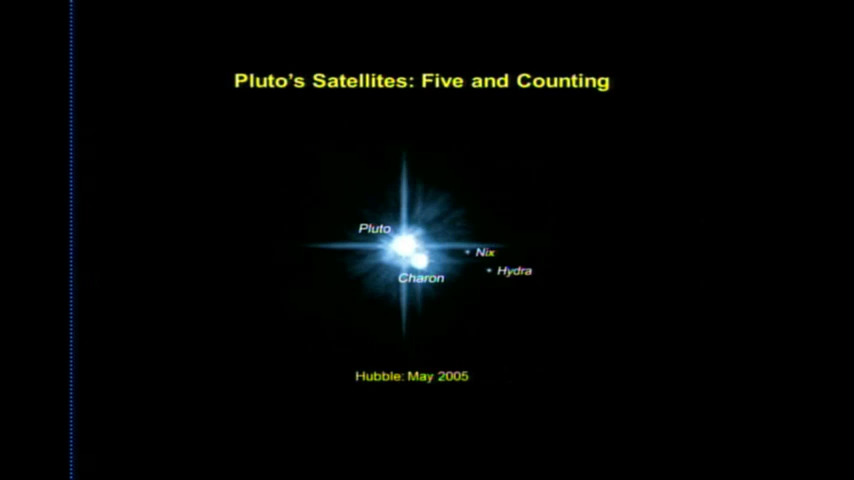 Pluto's Satellites: Five and Counting
Pluto
Nix
Hydra
Charon
Hubble: May 2005